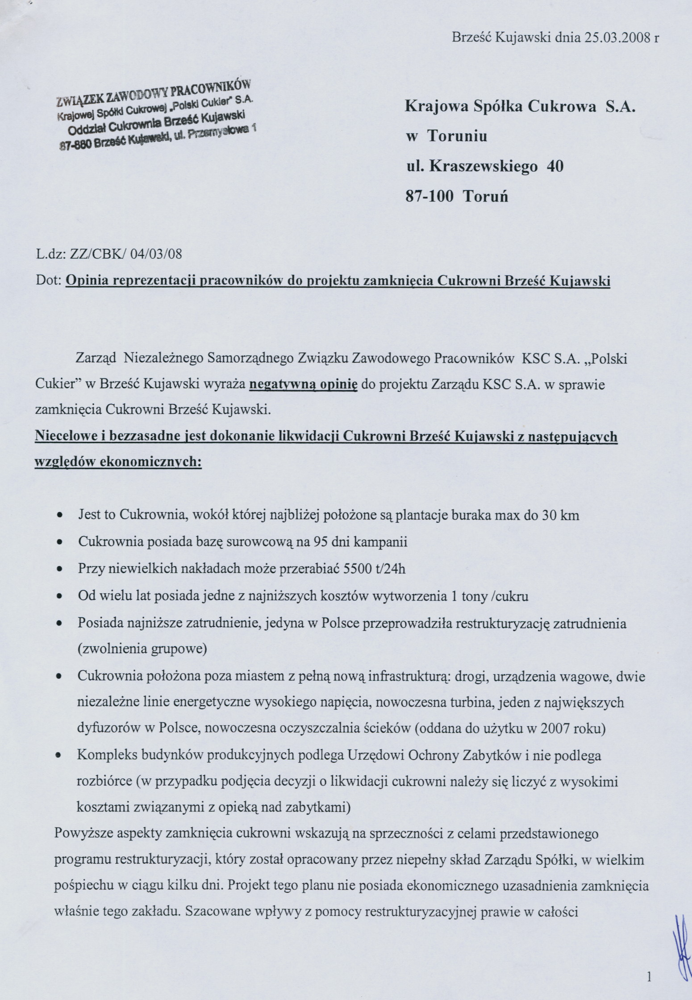 Brześć Kujawski dnia 25.03.2008 r
ZWIĄZEK ZAWODOWY PRACOWNIKÓW
Krajowej Spółki Cukrowej „Polski Cukier" S.A.
Oddział Cukrownia Brześć Kujawski
87-880 Brześć Kujawski, ul. Przemysłowa 1
Krajowa Spółka Cukrowa S.A.
w Toruniu
ul. Kraszewskiego 40
87-100 Toruń
L.dz: ZZ/CBK/ 04/03/08
Dot: Opinia reprezentacji pracowników do projektu zamknięcia Cukrowni Brześć Kujawski
Zarząd Niezależnego Samorządnego Związku Zawodowego Pracowników KSC S.A. „Polski
Cukier” w Brześć Kujawski wyraża negatywną opinię do projektu Zarządu KSC S.A. w sprawie
zamknięcia Cukrowni Brześć Kujawski.
Niecelowe i bezzasadne jest dokonanie likwidacji Cukrowni Brześć Kujawski z następujących
względów ekonomicznych:
• Jest to Cukrownia, wokół której najbliżej położone są plantacje buraka max do 30 km
• Cukrownia posiada bazę surowcową na 95 dni kampanii
• Przy niewielkich nakładach może przerabiać 5500 t/24h
• Od wielu lat posiada jedne z najniższych kosztów wytworzenia 1 tony /cukru
• Posiada najniższe zatrudnienie, jedyna w Polsce przeprowadziła restrukturyzację zatrudnienia
(zwolnienia grupowe)
• Cukrownia położona poza miastem z pełną nową infrastrukturą: drogi, urządzenia wagowe, dwie
niezależne linie energetyczne wysokiego napięcia, nowoczesna turbina, jeden z największych
dyfuzorów w Polsce, nowoczesna oczyszczalnia ścieków (oddana do użytku w 2007 roku)
• Kompleks budynków produkcyjnych podlega Urzędowi Ochrony Zabytków i nie podlega
rozbiórce (w przypadku podjęcia decyzji o likwidacji cukrowni należy się liczyć z wysokimi
kosztami związanymi z opieką nad zabytkami)
Powyższe aspekty zamknięcia cukrowni wskazują na sprzeczności z celami przedstawionego
programu restrukturyzacji, który został opracowany przez niepełny skład Zarządu Spółki, w wielkim
pośpiechu w ciągu kilku dni. Projekt tego planu nie posiada ekonomicznego uzasadnienia zamknięcia
właśnie tego zakładu. Szacowane wpływy z pomocy restrukturyzacyjnej prawie w całości
1